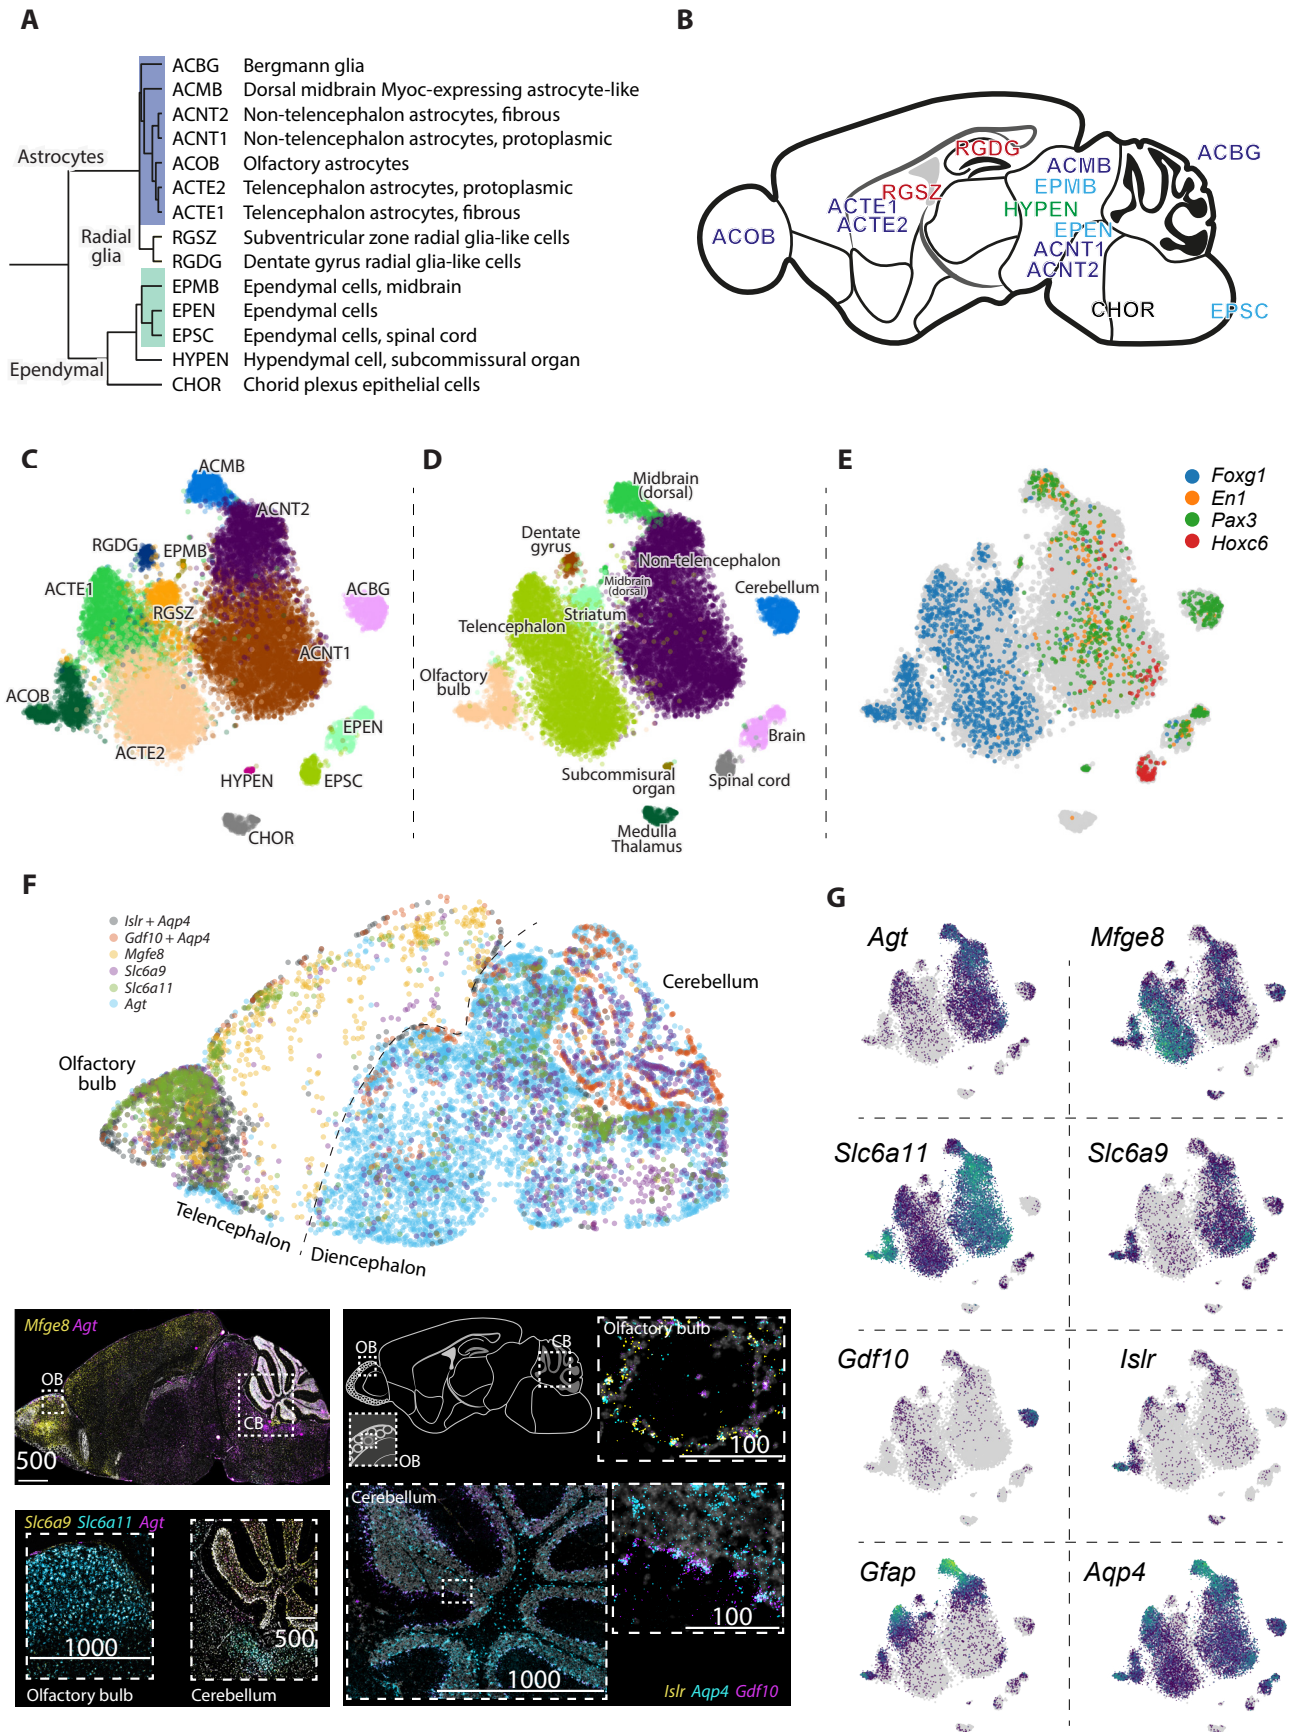 A
ACBG Bergmann glia
ACMB Dorsal midbrain Myoc-expressing astrocyte-like
ACNT2 Non-telencephalon astrocytes, fibrous
ACNT1 Non-telencephalon astrocytes, protoplasmic
Astrocytes
ACOB Olfactory astrocytes
ACTE2 Telencephalon astrocytes, protoplasmic
ACTE1 Telencephalon astrocytes, fibrous
Radial
glia
RGSZ Subventricular zone radial glia-like cells
RGDG Dentate gyrus radial glia-like cells
EPMB Ependymal cells, midbrain
EPEN Ependymal cells
EPSC Ependymal cells, spinal cord
HYPEN Hypendymal cell, subcommissural organ
Ependymal
CHOR Chorid plexus epithelial cells
B
RGDG
ACMB
ACBG
EPMB
RGSZ
HYPEN
ACTE1
ACTE2
EPEN
ACOB
ACNT1
ACNT2
CHOR
EPSC
C
ACMB
ACNT2
RGDG
EPMB
ACTE1
RGSZ
ACBG
ACNT1
ACOB
ACTE2
EPEN
HYPEN
EPSC
CHOR
D
Midbrain
(dorsal)
Dentate
gyrus
Non-telencephalon
Midbrain
(dorsal)
Cerebellum
Striatum
Telencephalon
Olfactory
bulb
Brain
Subcommisural
organ
Spinal cord
Medulla
Thalamus
E
Foxg1
En1
Pax3
Hoxc6
F
Islr + Aqp4
Gdf10 + Aqp4
Mgfe8
Slc6a9
Slc6a11
Agt
Cerebellum
Olfactory
bulb
Telencephalon
Diencephalon
Mfge8 Agt
OB
CB
500
OB
CB
OB
Olfactory bulb
100
Slc6a9 Slc6a11 Agt
1000
500
Olfactory bulb
Cerebellum
Cerebellum
1000
100
Islr Aqp4 Gdf10
G
Agt
Mfge8
Slc6a11
Slc6a9
Gdf10
Islr
Gfap
Aqp4